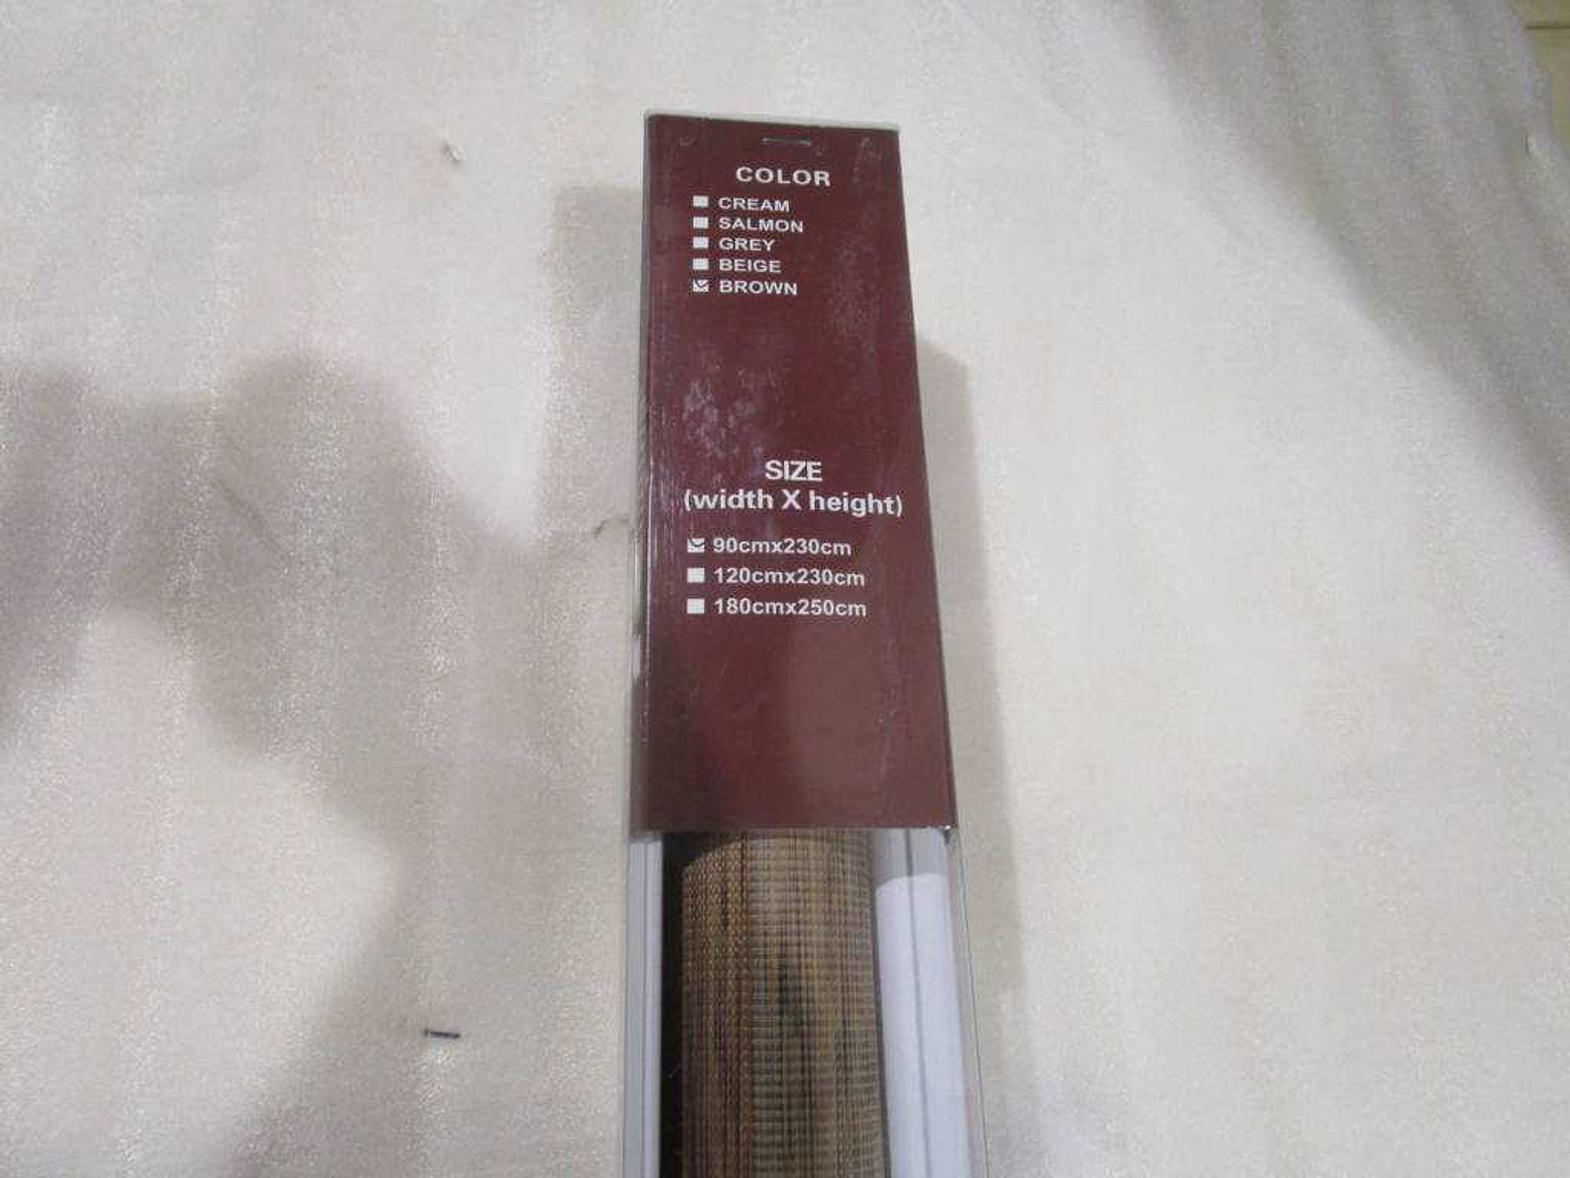 COLOR
CREAM
SALMON
GREY
BEIGE
BROWN
SIZE
(width X height)
90cmx230cm
120cmx230cm
180cmx250cm